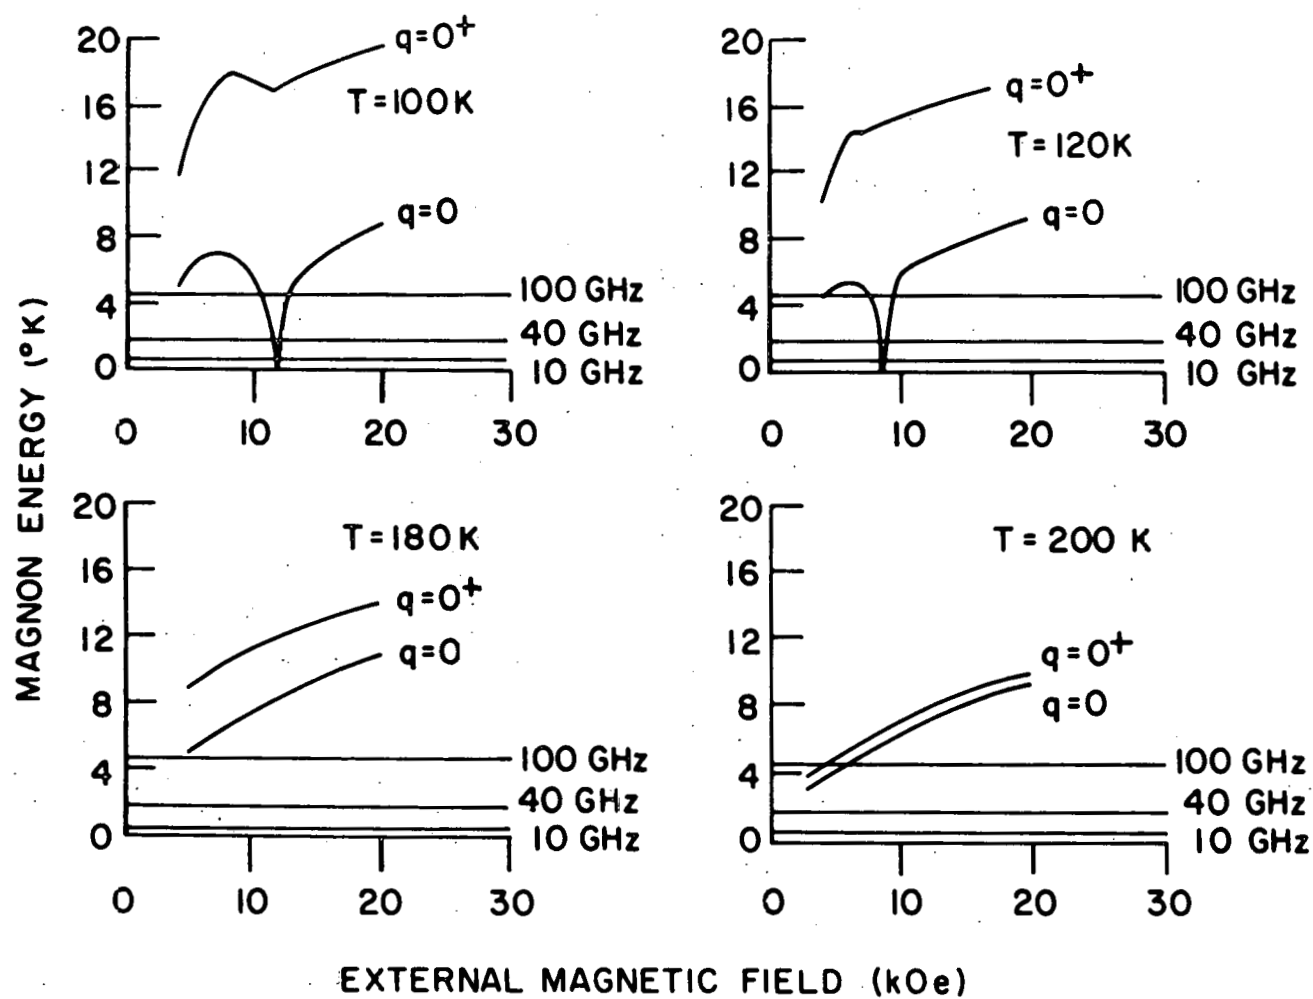 MAGNON ENERGY (°K)
20
16
12
8
4
0
q=0+
T=100K
q=0
100 GHz
40 GHz
10 GHz
0 10 20 30
20
16
12
8
4
0
q=0+
T=120K
q=0
100 GHz
40 GHz
10 GHz
0 10 20 30
20
16
12
8
4
0
T=180K
q=0+
q=0
100 GHz
40 GHz
10 GHz
0 10 20 30
20
16
12
8
4
0
T=200 K
q=0+
q=0
100 GHz
40 GHz
10 GHz
0 10 20 30
EXTERNAL MAGNETIC FIELD (kOe)